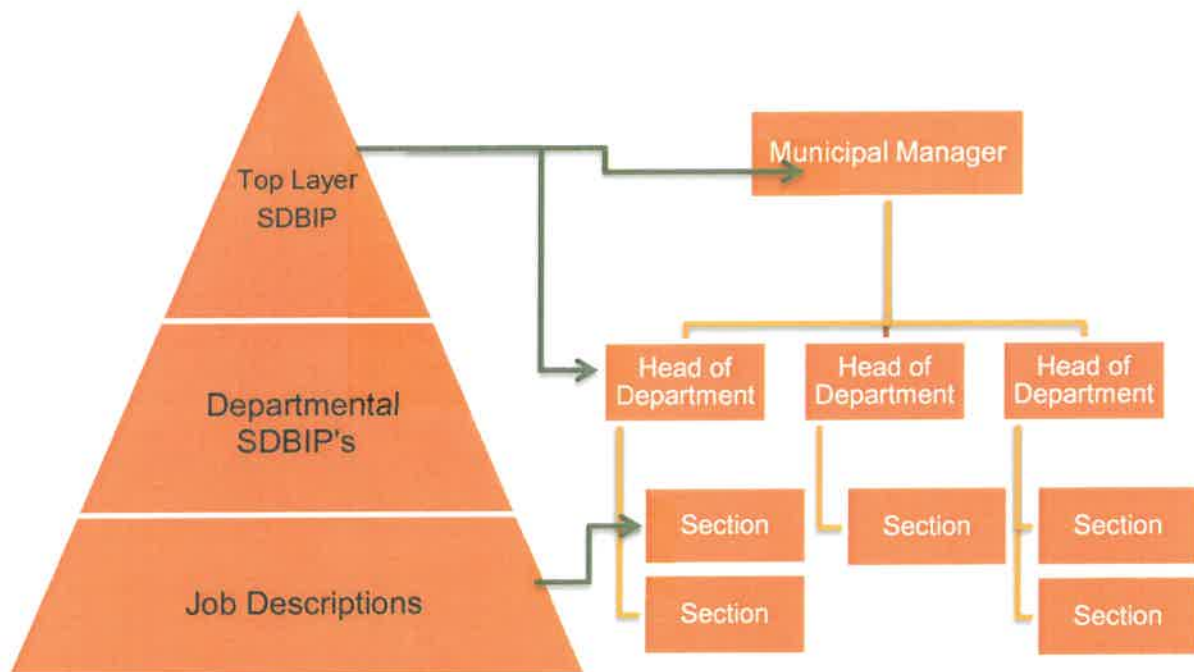 Top Layer
SDBIP
Departmental
SDBIP's
Job Descriptions
Municipal Manager
Head of
Department
Head of
Department
Head of
Department
Section
Section
Section
Section
Section